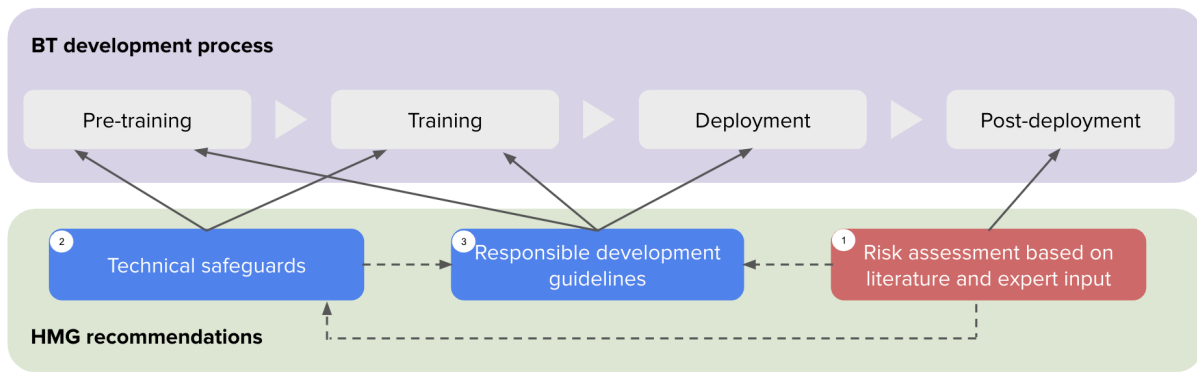 BT development process
Pre-training
Training
Deployment
Post-deployment
2
Technical safeguards
3
Responsible development
guidelines
1
Risk assessment based on
literature and expert input
HMG recommendations